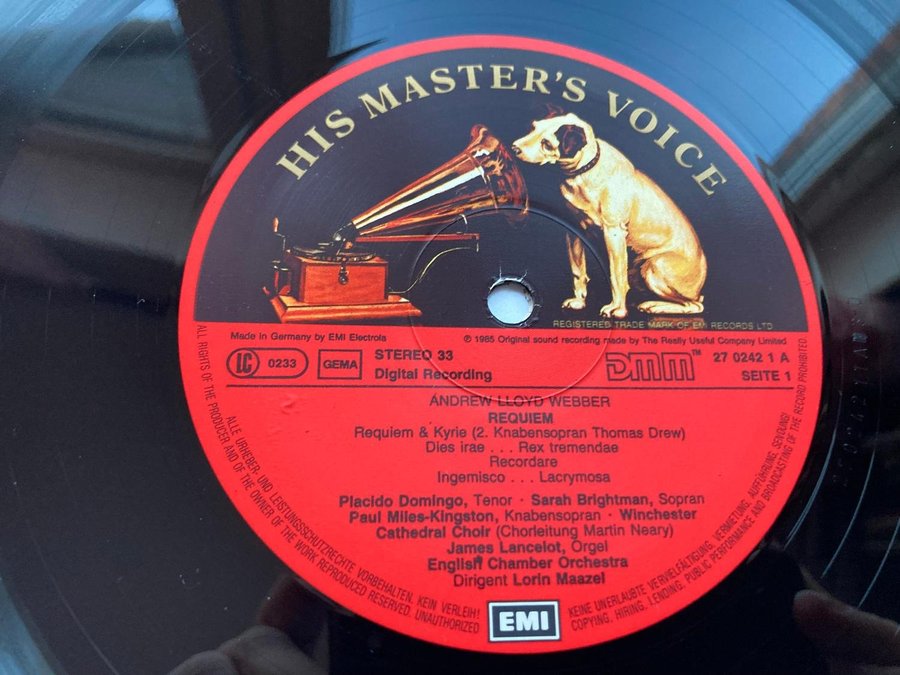 HIS MASTER'S VOICE
REGISTERED TRADE MARK OF EMI RECORDS LTD
Made in Germany by EMI Electrola
℗ 1985 Original sound recording made by The Really Useful Company Limited
LC 0233
GEMA
STEREO 33
Digital Recording
DMM™
27 0242 1 A
SEITE 1
ANDREW LLOYD WEBBER
REQUIEM
Requiem & Kyrie (2. Knabensopran Thomas Drew)
Dies irae . . . Rex tremendae
Recordare
Ingemisco . . . Lacrymosa
Placido Domingo, Tenor · Sarah Brightman, Sopran
Paul Miles-Kingston, Knabensopran · Winchester
Cathedral Choir (Chorleitung Martin Neary)
James Lancelot, Orgel
English Chamber Orchestra
Dirigent Lorin Maazel
EMI
ALLE URHEBER- UND LEISTUNGSSCHUTZRECHTE VORBEHALTEN. KEIN VERLEIH! KEINE UNERLAUBTE VERVIELFÄLTIGUNG, VERMIETUNG, AUFFÜHRUNG, SENDUNG!
ALL RIGHTS OF THE PRODUCER AND OF THE OWNER OF THE WORK REPRODUCED RESERVED. UNAUTHORIZED COPYING, HIRING, LENDING, PUBLIC PERFORMANCE AND BROADCASTING OF THE RECORD PROHIBITED